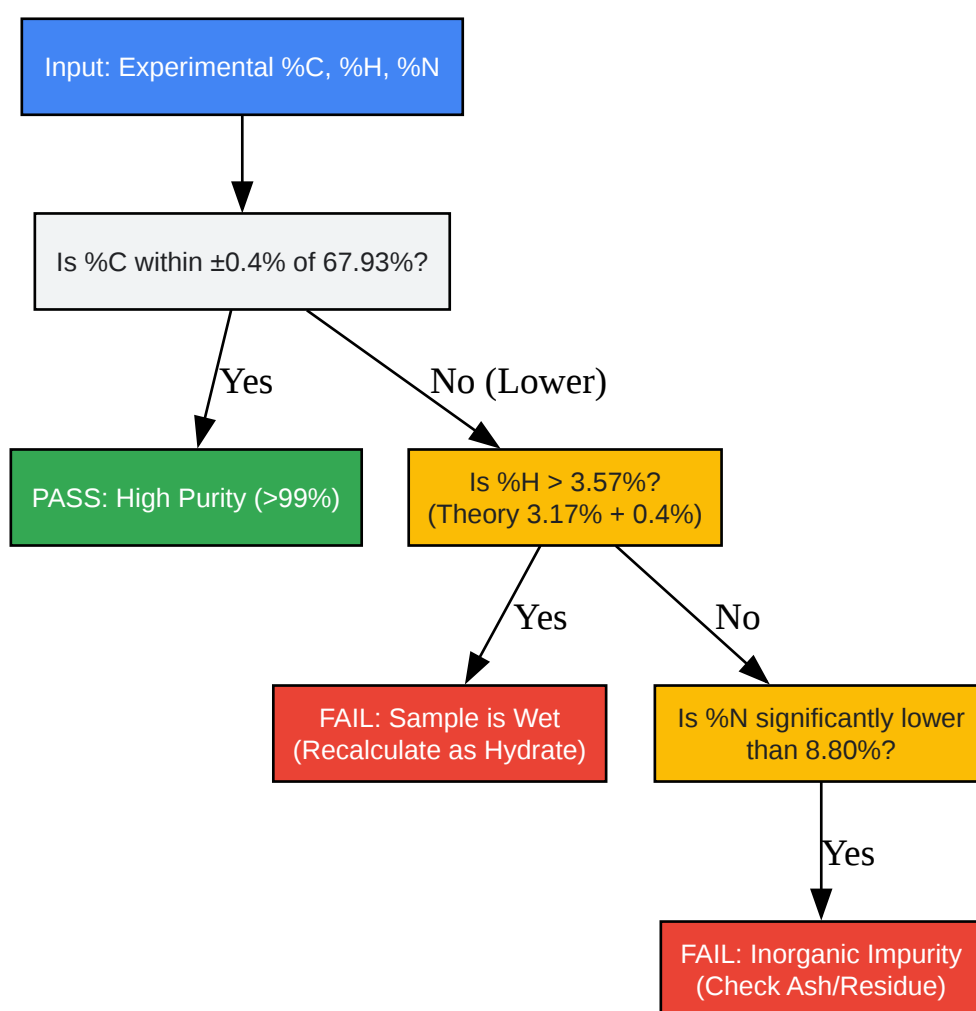 Input: Experimental %C, %H, %N
Is %C within ±0.4% of 67.93%?
Yes
No (Lower)
PASS: High Purity (>99%)
Is %H > 3.57%?
(Theory 3.17% + 0.4%)
Yes
No
FAIL: Sample is Wet
(Recalculate as Hydrate)
Is %N significantly lower
than 8.80%?
Yes
FAIL: Inorganic Impurity
(Check Ash/Residue)